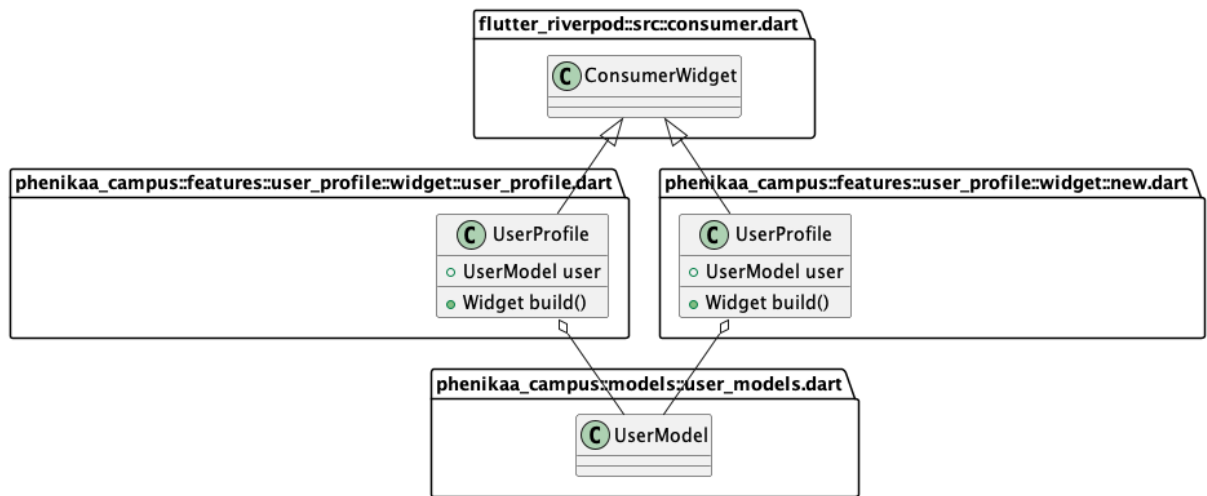 flutter_riverpod::src::consumer.dart
C ConsumerWidget
phenikaa_campus::features::user_profile::widget::user_profile.dart
phenikaa_campus::features::user_profile::widget::new.dart
C UserProfile
UserModel user
Widget build()
C UserProfile
UserModel user
Widget build()
phenikaa_campus::models::user_models.dart
C UserModel